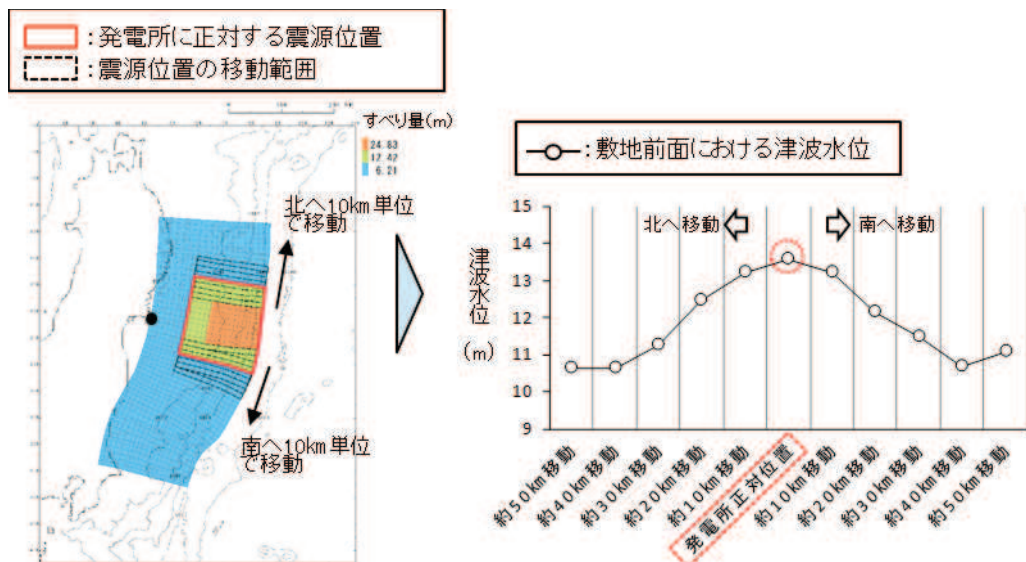 ：発電所に正対する震源位置
：震源位置の移動範囲
すべり量(m)
24.83
12.42
6.21
北へ10km単位
で移動
南へ10km単位
で移動
：敷地前面における津波水位
津波水位
(m)
15
14
13
12
11
10
9
北へ移動
南へ移動
約50km移動
約40km移動
約30km移動
約20km移動
約10km移動
発電所正対位置
約10km移動
約20km移動
約30km移動
約40km移動
約50km移動